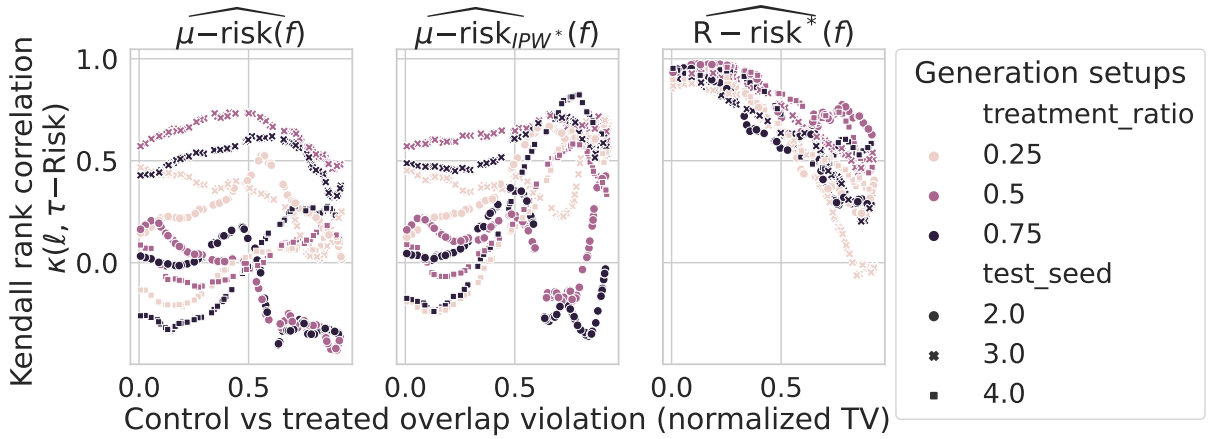 μ−risk(f)
μ−risk_{IPW*}(f)
R − risk*(f)
Kendall rank correlation
κ(ℓ, τ−Risk)
1.0
0.5
0.0
0.0
0.5
0.0
0.5
0.0
0.5
Control vs treated overlap violation (normalized TV)
Generation setups
treatment_ratio
0.25
0.5
0.75
test_seed
2.0
3.0
4.0